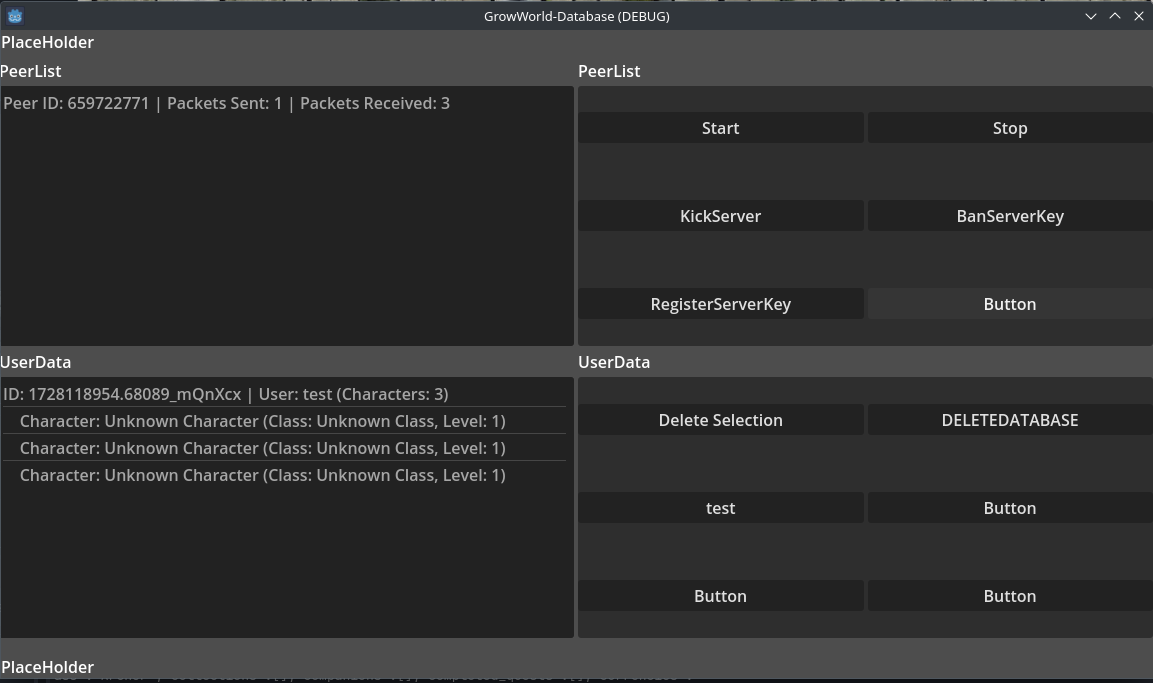 GrowWorld-Database (DEBUG)
PlaceHolder
PeerList
PeerList
Peer ID: 659722771 | Packets Sent: 1 | Packets Received: 3
Start
Stop
KickServer
BanServerKey
RegisterServerKey
Button
UserData
UserData
ID: 1728118954.68089_mQnXcx | User: test (Characters: 3)
Character: Unknown Character (Class: Unknown Class, Level: 1)
Character: Unknown Character (Class: Unknown Class, Level: 1)
Character: Unknown Character (Class: Unknown Class, Level: 1)
Delete Selection
DELETEDATABASE
test
Button
Button
Button
PlaceHolder